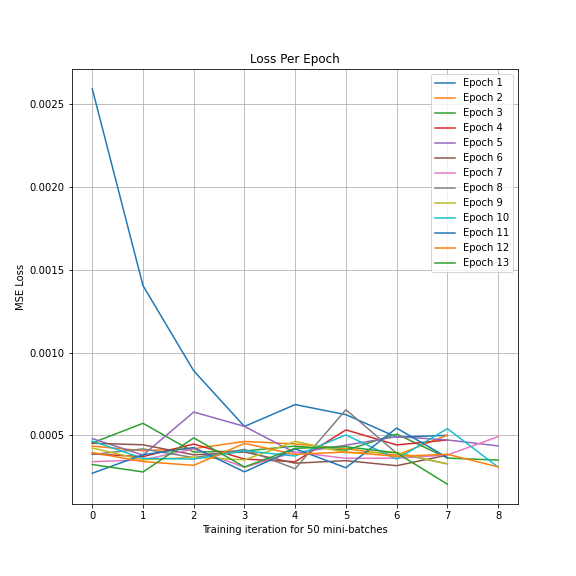 Loss Per Epoch
MSE Loss
0.0025
0.0020
0.0015
0.0010
0.0005
Epoch 1
Epoch 2
Epoch 3
Epoch 4
Epoch 5
Epoch 6
Epoch 7
Epoch 8
Epoch 9
Epoch 10
Epoch 11
Epoch 12
Epoch 13
0 1 2 3 4 5 6 7 8
Training iteration for 50 mini-batches